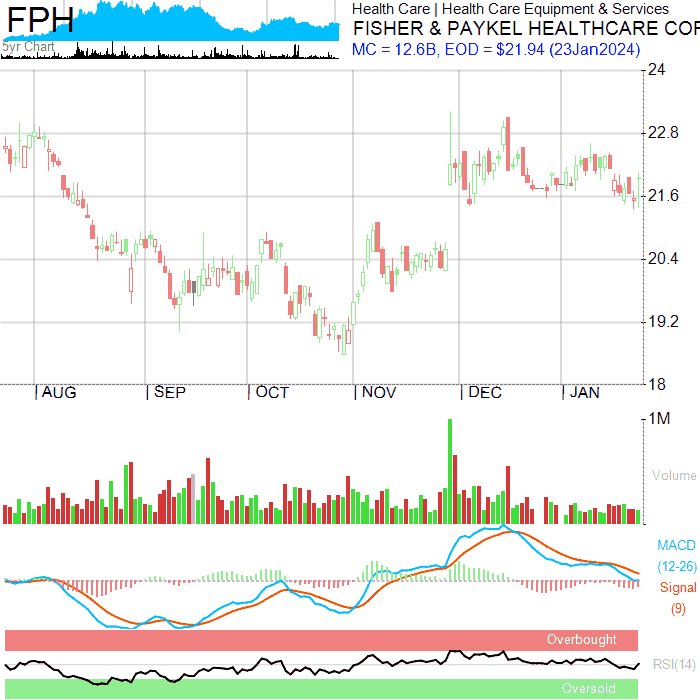 FPH
5yr Chart
Health Care | Health Care Equipment & Services
FISHER & PAYKEL HEALTHCARE COR
MC = 12.6B, EOD = $21.94 (23Jan2024)
24
22.8
21.6
20.4
19.2
18
|AUG |SEP |OCT |NOV |DEC |JAN
1M
Volume
MACD
(12-26)
Signal
(9)
Overbought
RSI(14)
Oversold